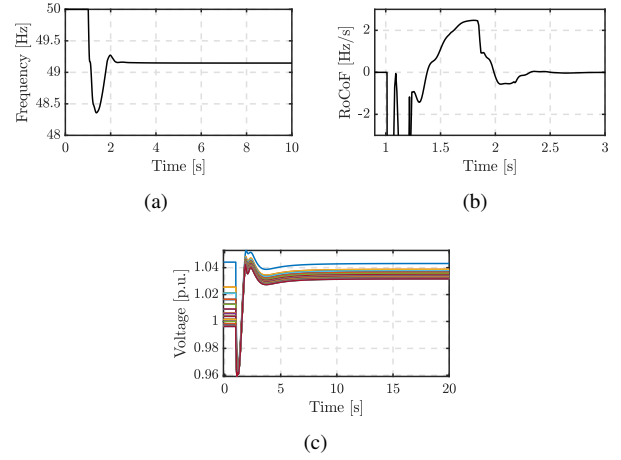 Frequency [Hz]
50
49.5
49
48.5
48
0 2 4 6 8 10
Time [s]
(a)
RoCoF [Hz/s]
2
0
-2
1 1.5 2 2.5 3
Time [s]
(b)
Voltage [p.u.]
1.04
1.02
1
0.98
0.96
0 5 10 15 20
Time [s]
(c)